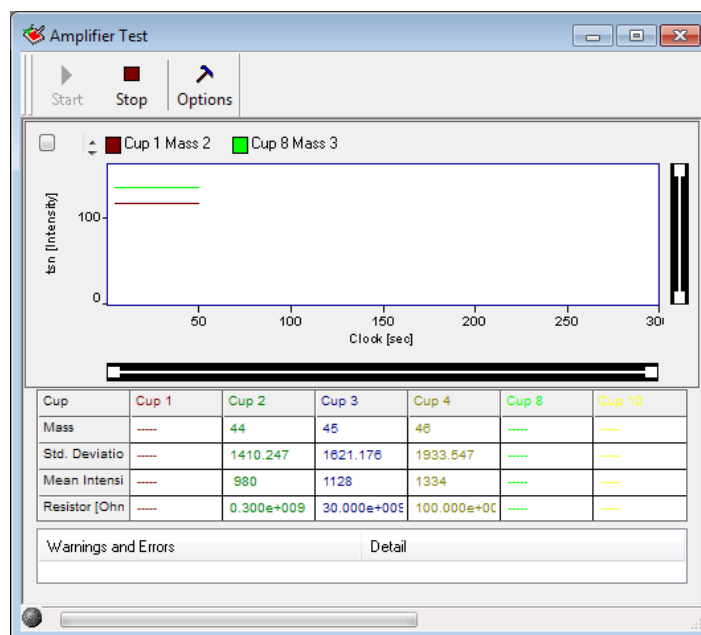 Amplifier Test
Start Stop Options
Cup 1 Mass 2 Cup 8 Mass 3
tsn [Intensity]
100
0
50 100 150 200 250 30
Clock [sec]
Cup Cup 1 Cup 2 Cup 3 Cup 4 Cup 8 Cup 10
Mass ----- 44 45 46 ----- -----
Std. Deviatio ----- 1410.247 1621.176 1933.547 ----- -----
Mean Intensi ----- 980 1128 1334 ----- -----
Resistor [Ohn ----- 0.300e+009 30.000e+009 100.000e+00 ----- -----
Warnings and Errors Detail